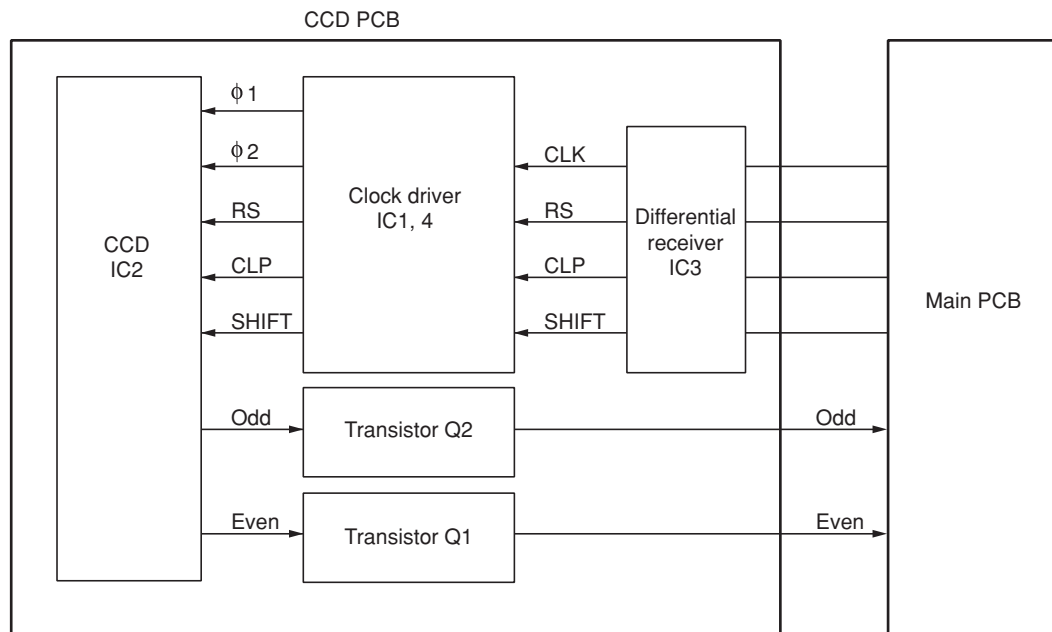 CCD PCB
ϕ1
ϕ2
RS
CLP
SHIFT
CCD
IC2
Clock driver
IC1, 4
CLK
RS
CLP
SHIFT
Differential
receiver
IC3
Main PCB
Odd
Transistor Q2
Odd
Even
Transistor Q1
Even